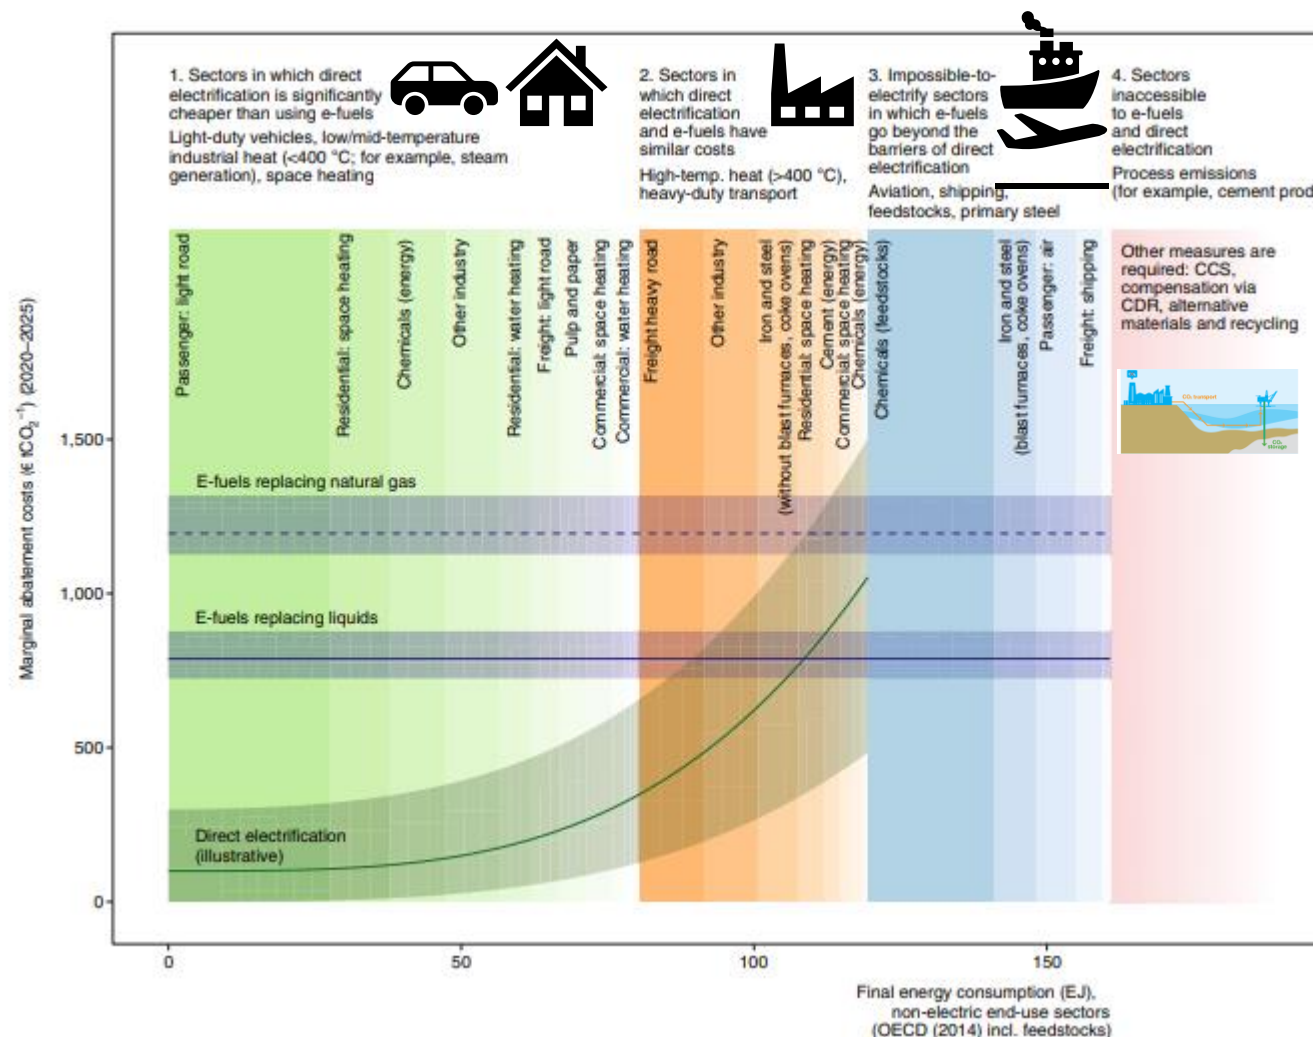 1. Sectors in which direct
electrification is significantly
cheaper than using e-fuels
Light-duty vehicles, low/mid-temperature
industrial heat (<400 °C; for example, steam
generation), space heating
2. Sectors in
which direct
electrification
and e-fuels have
similar costs
High-temp. heat (>400 °C),
heavy-duty transport
3. Impossible-to-
electrify sectors
in which e-fuels
go beyond the
barriers of direct
electrification
Aviation, shipping,
feedstocks, primary steel
4. Sectors
inaccessible
to e-fuels
and direct
electrification
Process emissions
(for example, cement prod
Passenger: light road
Residential: space heating
Chemicals (energy)
Other industry
Residential: water heating
Freight: light road
Pulp and paper
Commercial: space heating
Commercial: water heating
Freight heavy road
Other industry
Iron and steel
(without blast furnaces, coke ovens)
Residential: space heating
Cement (energy)
Commercial: space heating
Chemicals (energy)
Chemicals (feedstocks)
Iron and steel
(blast furnaces, coke ovens)
Passenger: air
Freight: shipping
Other measures are
required: CCS,
compensation via
CDR, alternative
materials and recycling
CO₂ transport
CO₂
storage
Marginal abatement costs (€ tCO₂⁻¹) (2020–2025)
1,500
1,000
500
0
E-fuels replacing natural gas
E-fuels replacing liquids
Direct electrification
(illustrative)
0
50
100
150
Final energy consumption (EJ),
non-electric end-use sectors
(OECD (2014) incl. feedstocks)